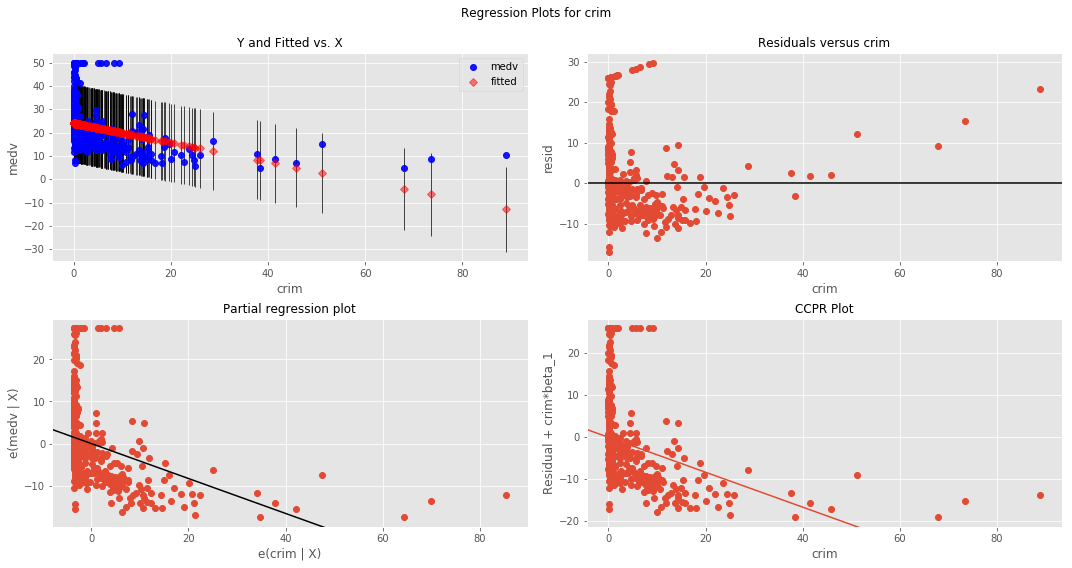 Regression Plots for crim
Y and Fitted vs. X
50
40
30
20
10
0
−10
−20
−30
medv
0
20
40
60
80
crim
medv
fitted
Residuals versus crim
30
20
10
0
−10
resid
0
20
40
60
80
crim
Partial regression plot
20
10
0
−10
e(medv | X)
0
20
40
60
80
e(crim | X)
CCPR Plot
20
10
0
−10
−20
Residual + crim*beta_1
0
20
40
60
80
crim